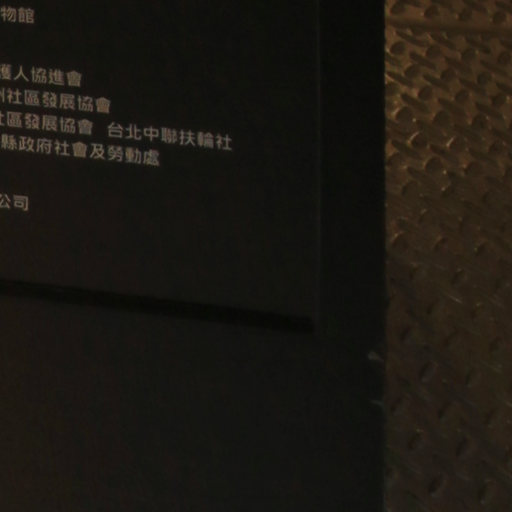 物館
護人協進會
社區發展協會
社區發展協會 台北中聯扶輪社
縣政府社會及勞動處
公司